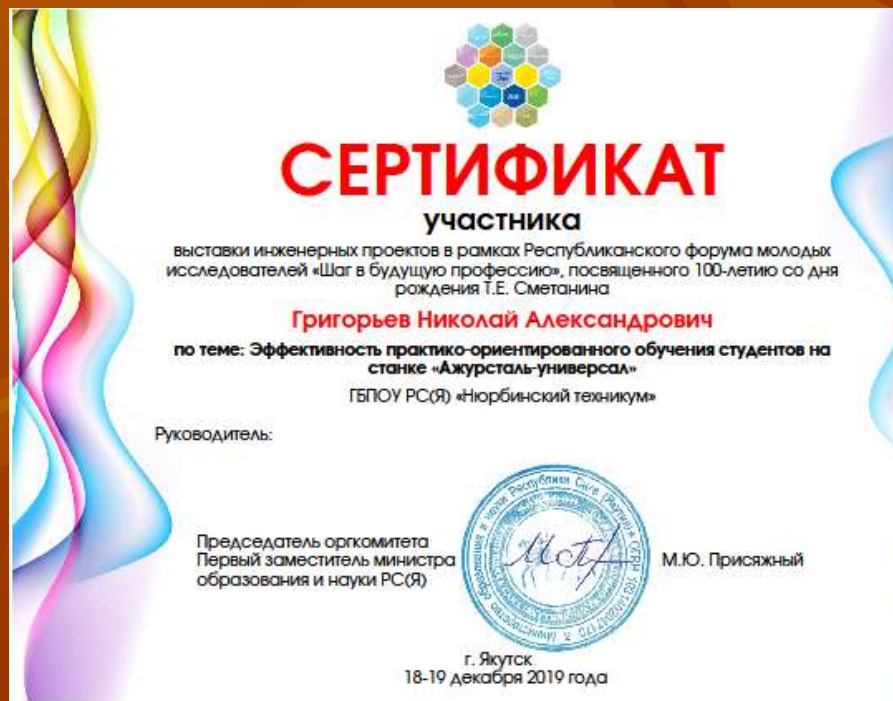 СЕРТИФИКАТ
участника
выставки инженерных проектов в рамках Республиканского форума молодых
исследователей «Шаг в будущую профессию», посвященного 100-летию со дня
рождения Т.Е. Сметанина
Григорьев Николай Александрович
по теме: Эффективность практико-ориентированного обучения студентов на
станке «Ажурсталь-универсал»
ГБПОУ РС(Я) «Нюрбинский техникум»
Руководитель:
Председатель оргкомитета
Первый заместитель министра
образования и науки РС(Я)
М.Ю. Присяжный
г. Якутск
18-19 декабря 2019 года